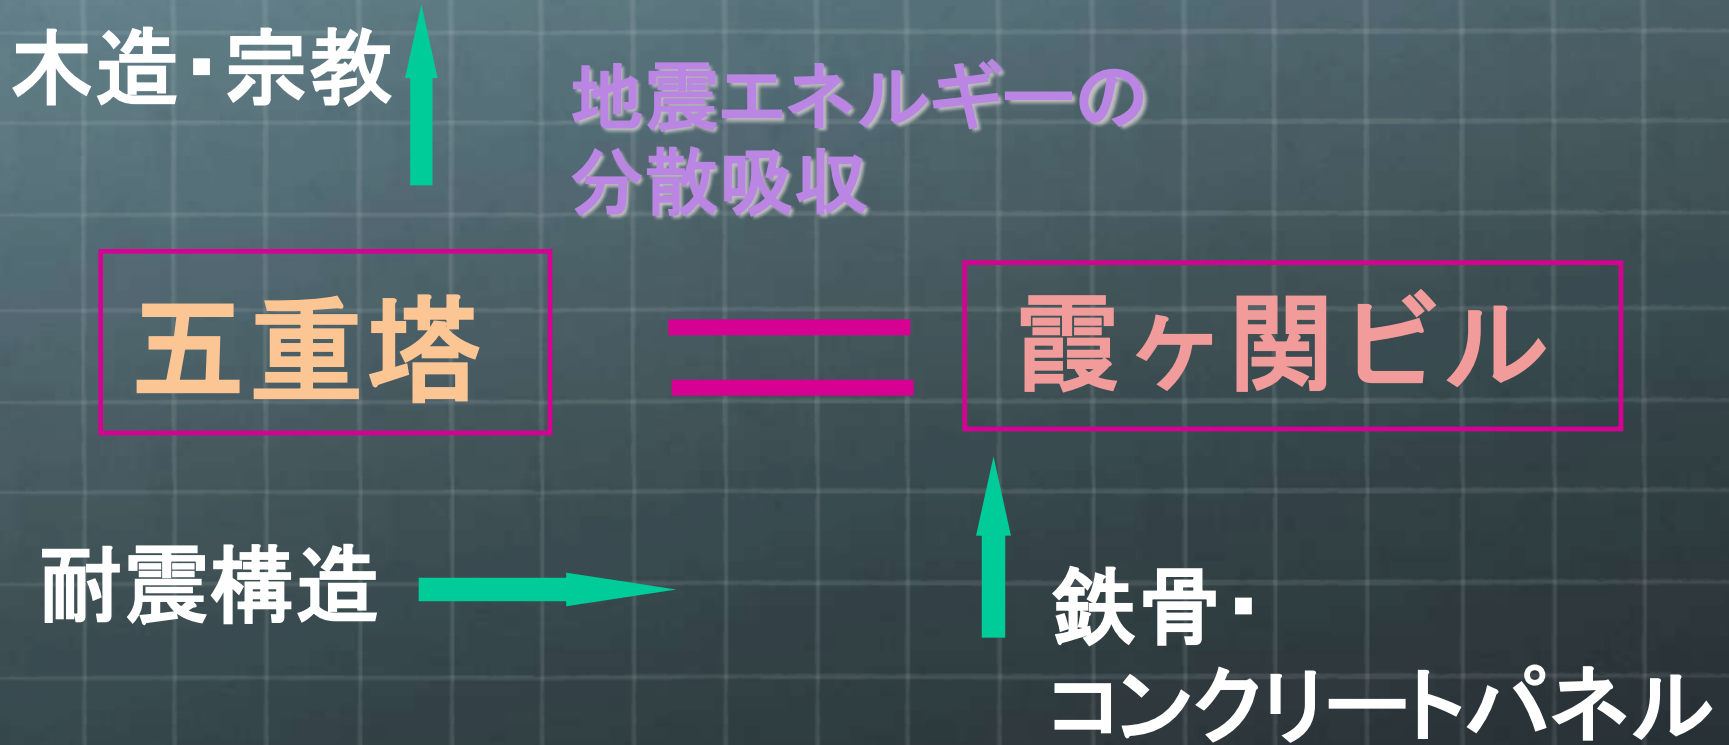 木造・宗教
地震エネルギーの
分散吸収
五重塔
霞ヶ関ビル
耐震構造
鉄骨・
コンクリートパネル